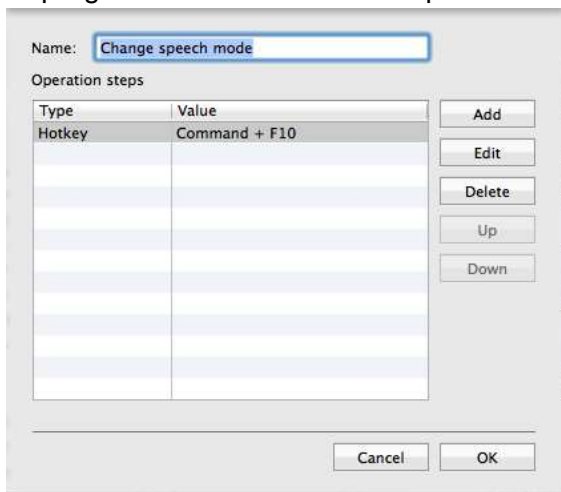 Name: Change speech mode
Operation steps
Type Value
Hotkey Command + F10
Add
Edit
Delete
Up
Down
Cancel OK